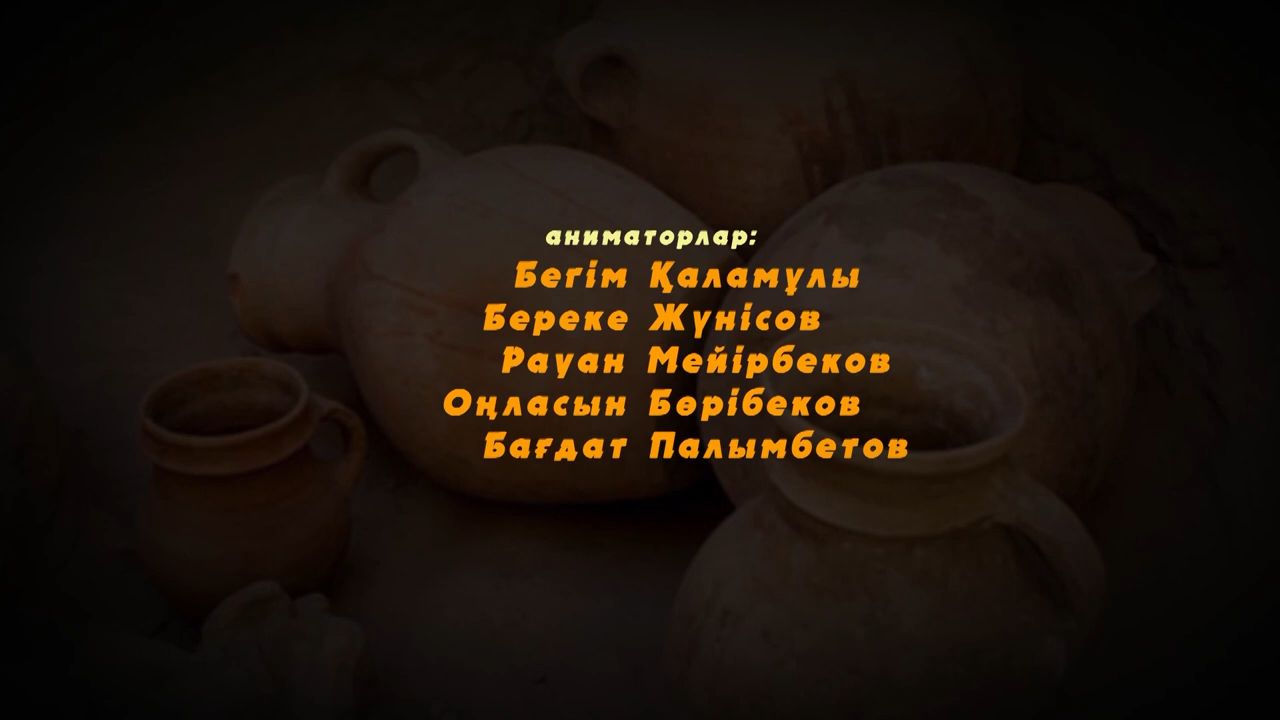 аниматорлар:
Бегім Қаламұлы
Береке Жүнісов
Рауан Мейірбеков
Оңласын Бөрібеков
Бағдат Палымбетов